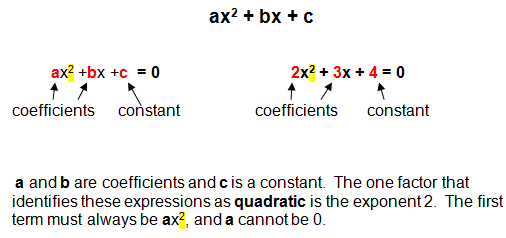 ax² + bx + c
ax² +bx +c = 0
2x² + 3x + 4 = 0
coefficients constant
coefficients constant
a and b are coefficients and c is a constant. The one factor that
identifies these expressions as quadratic is the exponent 2. The first
term must always be ax², and a cannot be 0.